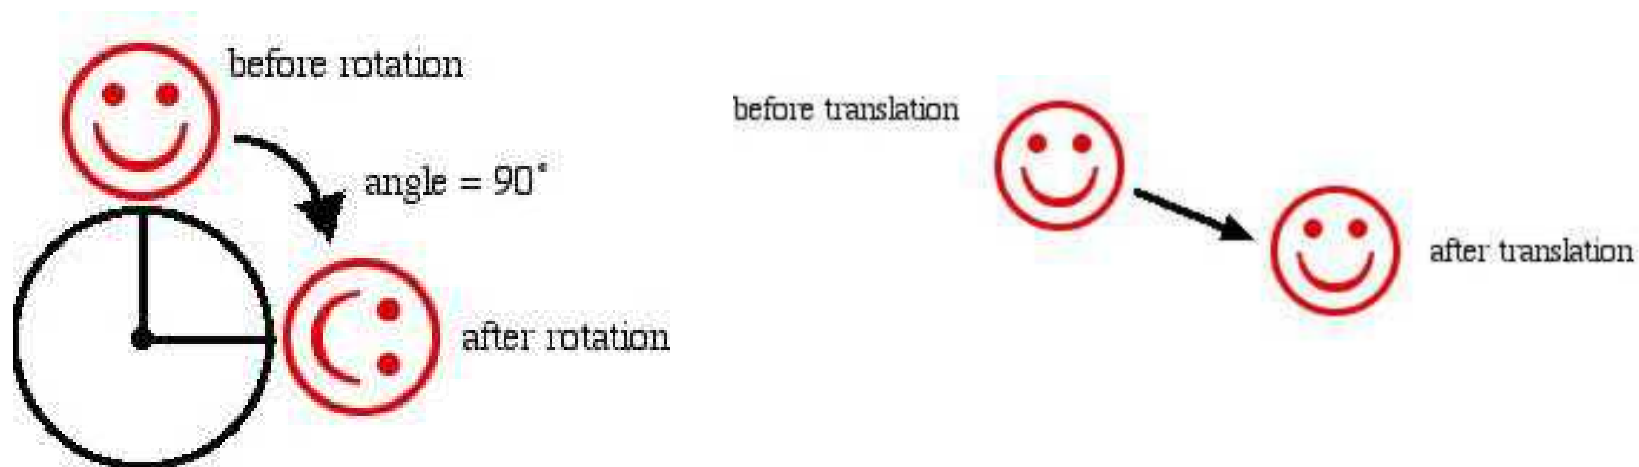 before rotation
angle = 90°
after rotation
before translation
after translation